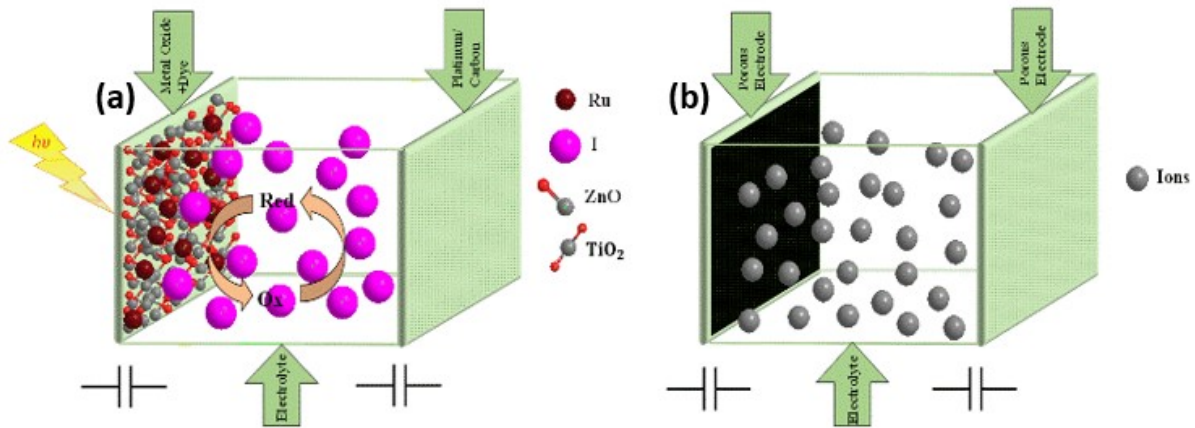 (a)
Metal Oxide
+Dye
Platinum/
Carbon
hν
Red
Ox
Electrolyte
Ru
I
ZnO
TiO₂
(b)
Porous
Electrode
Porous
Electrode
Ions
Electrolyte